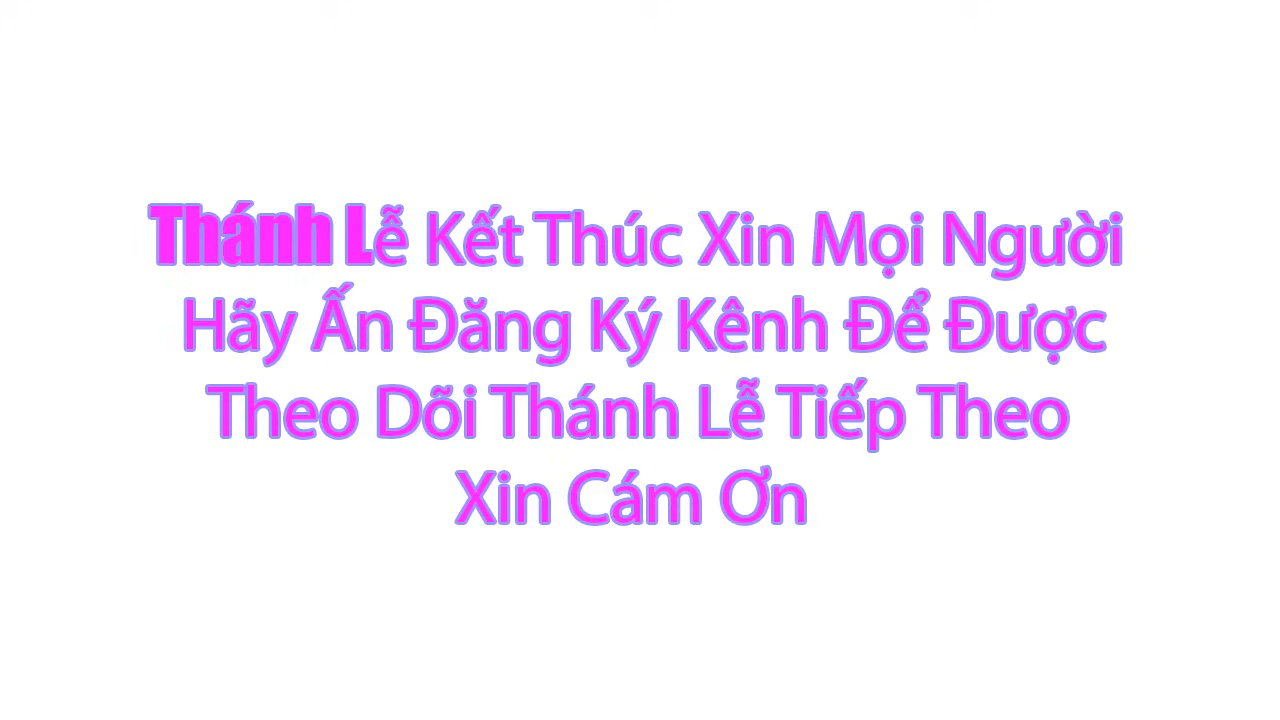 Thánh Lễ Kết Thúc Xin Mọi Người
Hãy Ấn Đăng Ký Kênh Để Được
Theo Dõi Thánh Lễ Tiếp Theo
Xin Cám Ơn